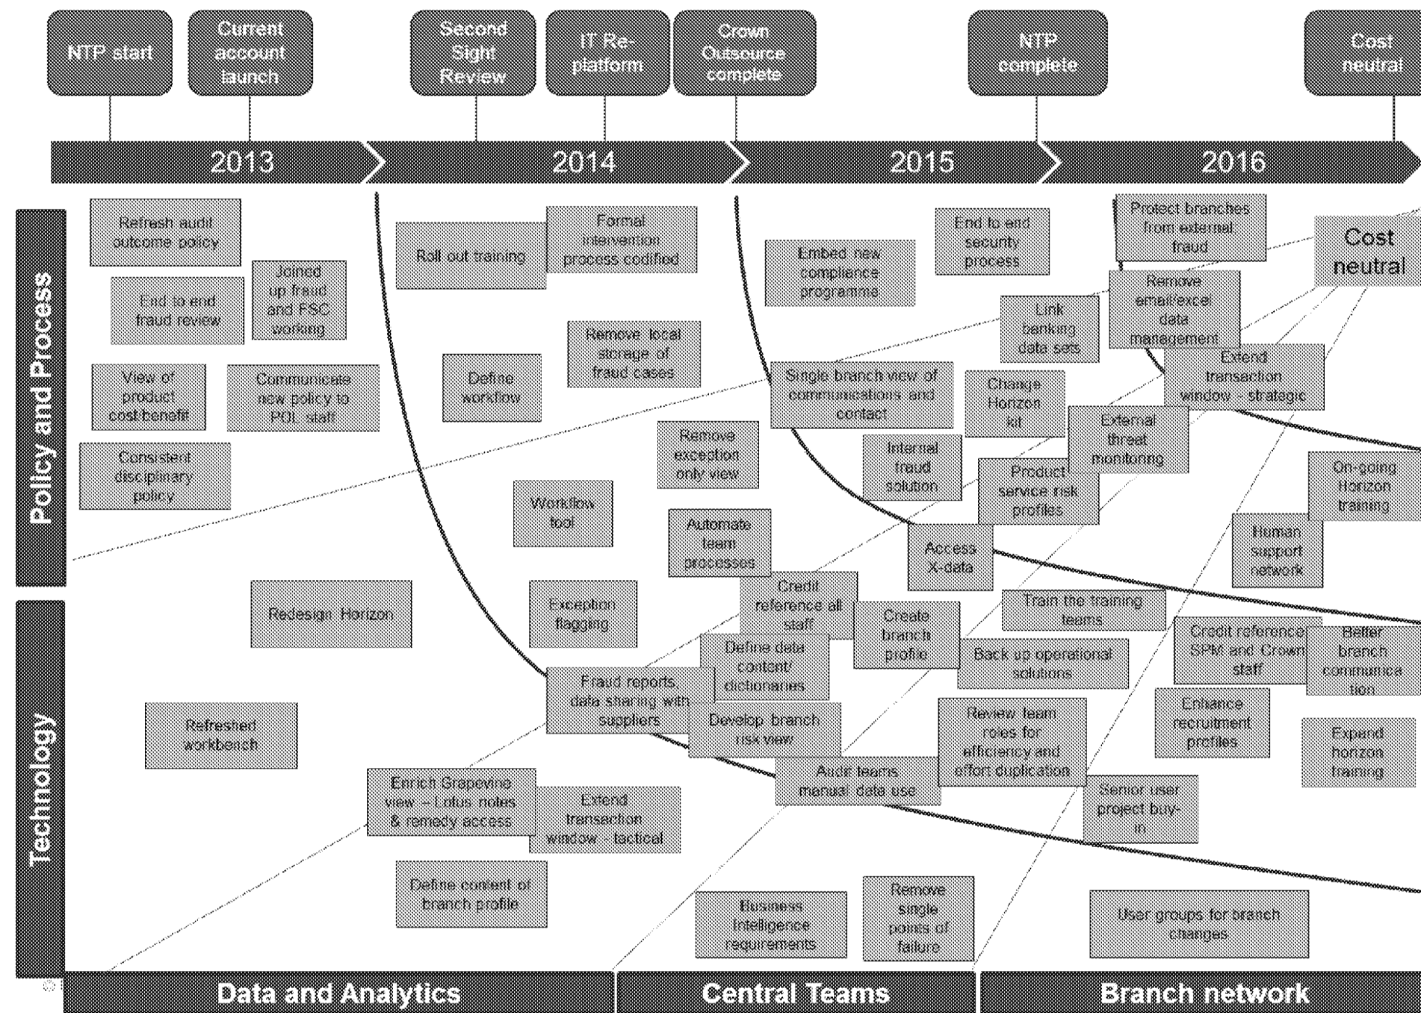 NTP start
Current
account
launch
Second
Sight
Review
IT Re-
platform
Crown
Outsource
complete
NTP
complete
Cost
neutral
2013
2014
2015
2016
Policy and Process
Technology
Refresh audit
outcome policy
End to end
fraud review
Joined
up fraud
and FSC
working
View of
product
cost/benefit
Communicate
new policy to
POL staff
Consistent
disciplinary
policy
Roll out training
Formal
intervention
process codified
Remove local
storage of
fraud cases
Define
workflow
Remove
exception
only view
Workflow
tool
Automate
team
processes
Embed new
compliance
programme
End to end
security
process
Link
banking
data sets
Single branch view of
communications and
contact
Change
Horizon
kit
Internal
fraud
solution
Product
service risk
profiles
External
threat
monitoring
Protect branches
from external
fraud
Remove
email/excel
data
management
Extend
transaction
window - strategic
Cost
neutral
On-going
Horizon
training
Human
support
network
Access
X-data
Redesign Horizon
Exception
flagging
Credit
reference all
staff
Create
branch
profile
Train the training
teams
Back up operational
solutions
Credit reference
SPM and Crown
staff
Better
branch
communica
tion
Define data
content/
dictionaries
Fraud reports,
data sharing with
suppliers
Develop branch
risk view
Review team
roles for
efficiency and
effort duplication
Enhance
recruitment
profiles
Expand
horizon
training
Refreshed
workbench
Enrich Grapevine
view – Lotus notes
& remedy access
Extend
transaction
window - tactical
Audit teams
manual data use
Senior user
project buy-
in
Define content of
branch profile
Business
Intelligence
requirements
Remove
single
points of
failure
User groups for branch
changes
Data and Analytics
Central Teams
Branch network